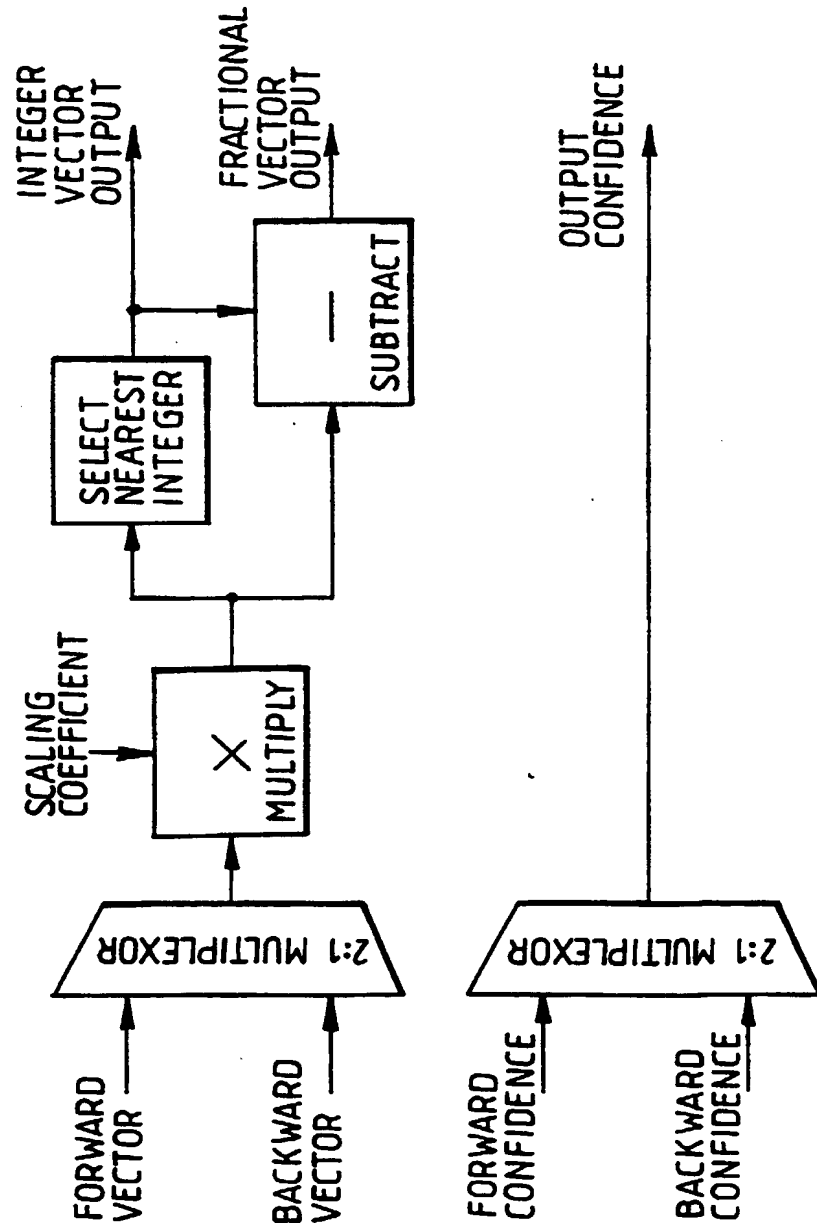 FORWARD
VECTOR
BACKWARD
VECTOR
2:1 MULTIPLEXOR
SCALING
COEFFICIENT
×
MULTIPLY
SELECT
NEAREST
INTEGER
—
SUBTRACT
INTEGER
VECTOR
OUTPUT
FRACTIONAL
VECTOR
OUTPUT
FORWARD
CONFIDENCE
BACKWARD
CONFIDENCE
2:1 MULTIPLEXOR
OUTPUT
CONFIDENCE